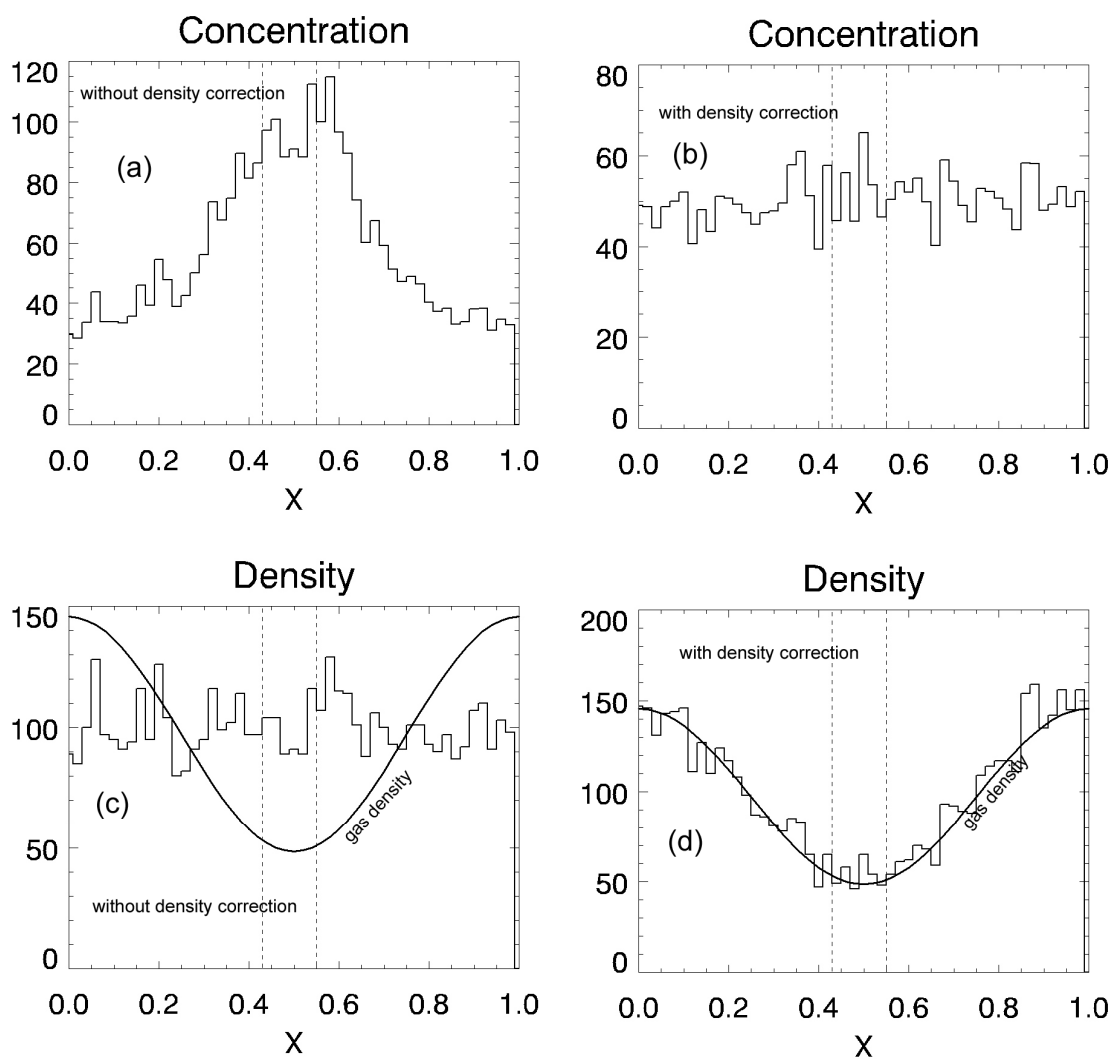 Concentration
120
100
80
60
40
20
0
without density correction
(a)
0.0 0.2 0.4 0.6 0.8 1.0
X
Concentration
80
60
40
20
0
with density correction
(b)
0.0 0.2 0.4 0.6 0.8 1.0
X
Density
150
100
50
0
(c)
gas density
without density correction
0.0 0.2 0.4 0.6 0.8 1.0
X
Density
200
150
100
50
0
with density correction
gas density
(d)
0.0 0.2 0.4 0.6 0.8 1.0
X